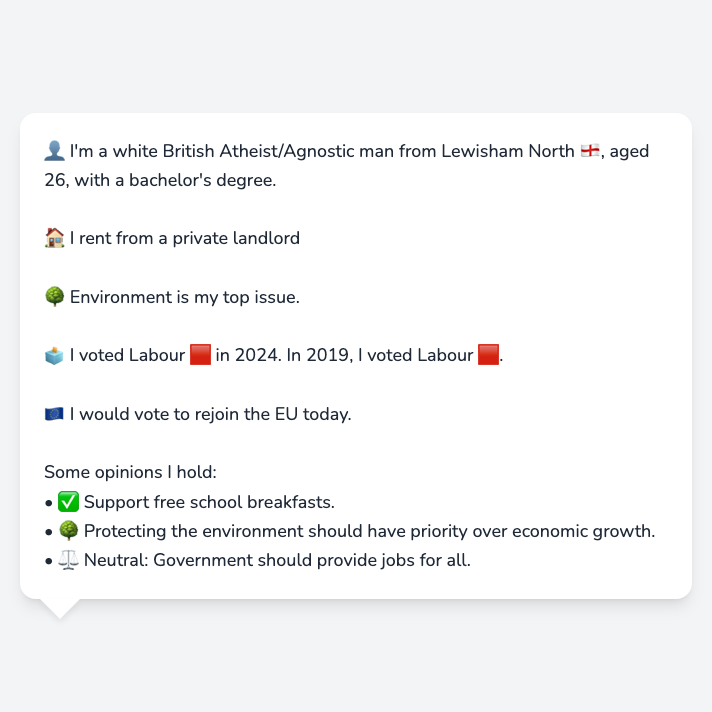 👤 I'm a white British Atheist/Agnostic man from Lewisham North 🏴󠁧󠁢󠁥󠁮󠁧󠁿, aged
26, with a bachelor's degree.
🏠 I rent from a private landlord
🌳 Environment is my top issue.
🗳️ I voted Labour 🟥 in 2024. In 2019, I voted Labour 🟥.
🇪🇺 I would vote to rejoin the EU today.
Some opinions I hold:
• ✅ Support free school breakfasts.
• 🌳 Protecting the environment should have priority over economic growth.
• ⚖️ Neutral: Government should provide jobs for all.